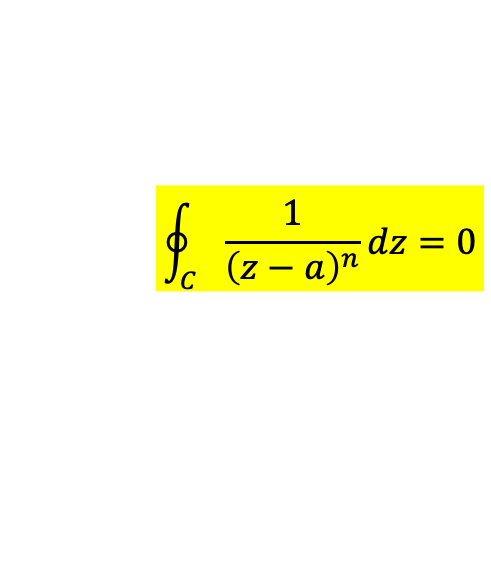 ∮_C 1/(z − a)^n dz = 0